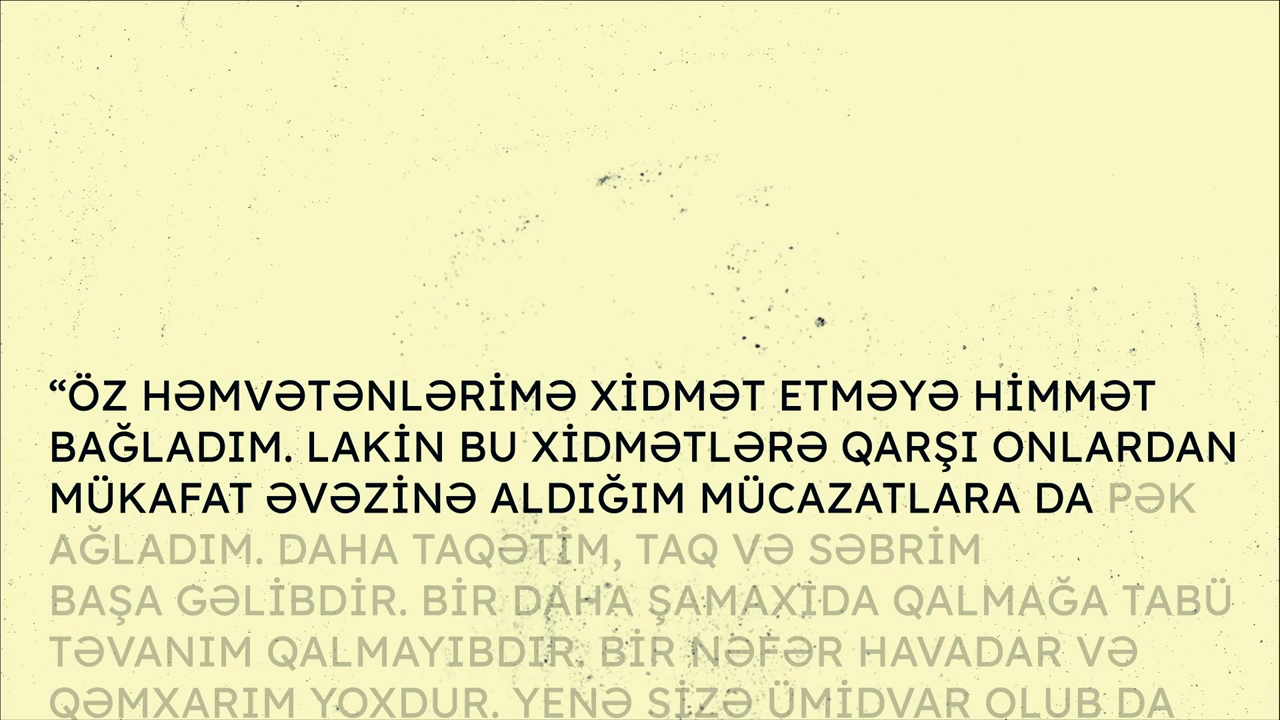 “ÖZ HƏMVƏTƏNLƏRİMƏ XİDMƏT ETMƏYƏ HİMMƏT
BAĞLADIM. LAKİN BU XİDMƏTLƏRƏ QARŞI ONLARDAN
MÜKAFAT ƏVƏZİNƏ ALDIĞIM MÜCAZATLARA DA PƏK
AĞLADIM. DAHA TAQƏTİM, TAQ VƏ SƏBRİM
BAŞA GƏLİBDİR. BİR DAHA ŞAMAXIDA QALMAĞA TABÜ
TƏVANIM QALMAYIBDIR. BİR NƏFƏR HAVADAR VƏ
QƏMXARIM YOXDUR. YENƏ SİZƏ ÜMİDVAR OLUB DA